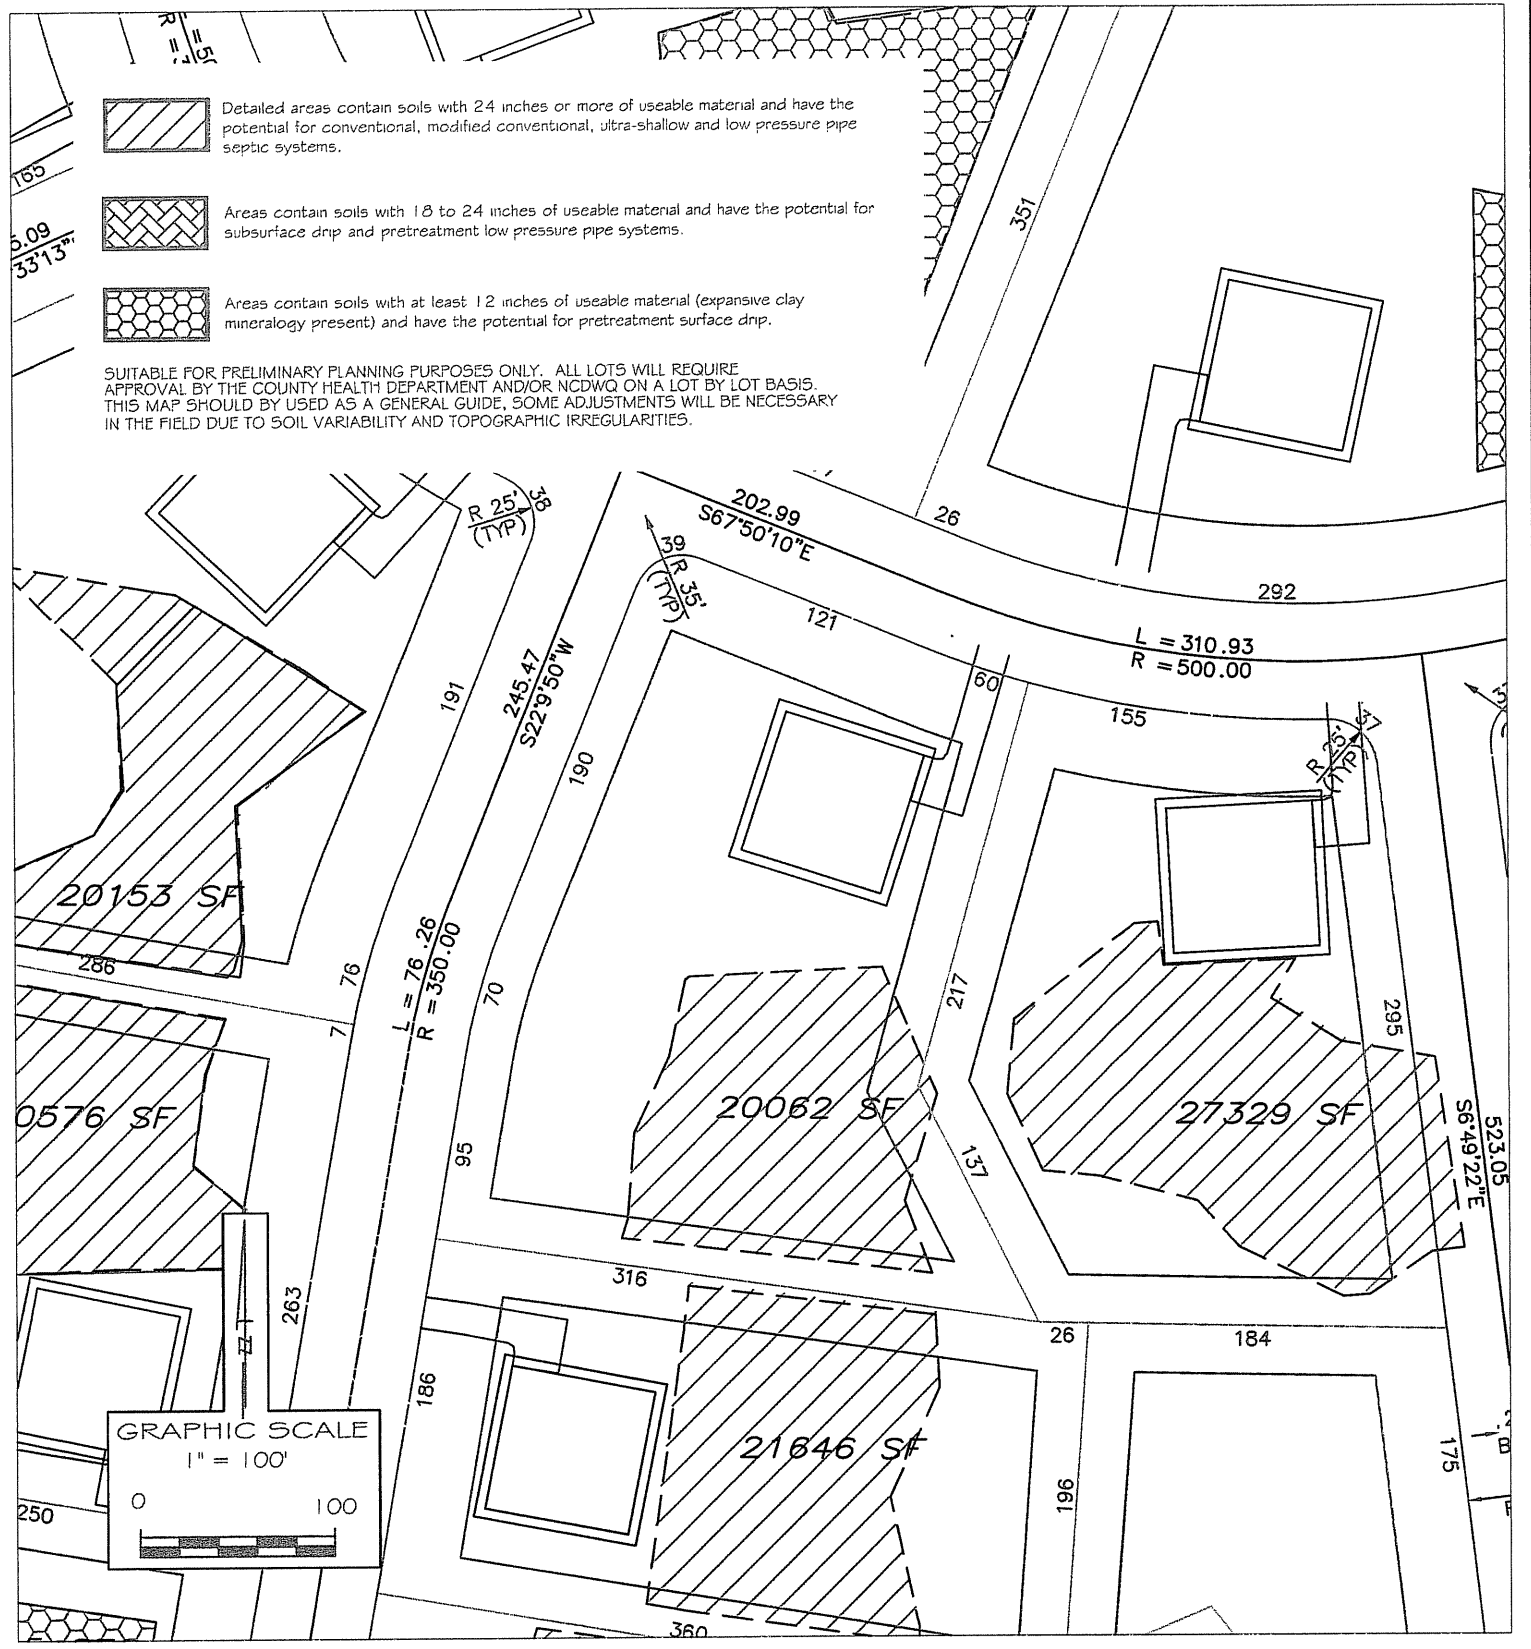 Detailed areas contain soils with 24 inches or more of useable material and have the
potential for conventional, modified conventional, ultra-shallow and low pressure pipe
septic systems.
165
Areas contain soils with 18 to 24 inches of useable material and have the potential for
subsurface drip and pretreatment low pressure pipe systems.
5.09
33'13"
351
Areas contain soils with at least 12 inches of useable material (expansive clay
mineralogy present) and have the potential for pretreatment surface drip.
SUITABLE FOR PRELIMINARY PLANNING PURPOSES ONLY. ALL LOTS WILL REQUIRE
APPROVAL BY THE COUNTY HEALTH DEPARTMENT AND/OR NCDWQ ON A LOT BY LOT BASIS.
THIS MAP SHOULD BY USED AS A GENERAL GUIDE, SOME ADJUSTMENTS WILL BE NECESSARY
IN THE FIELD DUE TO SOIL VARIABILITY AND TOPOGRAPHIC IRREGULARITIES.
R 25'
(TYP)
38
202.99
S67°50'10"E
26
39
R 35'
(TYP)
292
121
L = 310.93
R = 500.00
191
245.47
S22°9'50"W
60
155
37
R 25'
(TYP)
190
20153 SF
286
76
L = 76.26
R = 350.00
70
217
295
7
0576 SF
20062 SF
27329 SF
95
137
523.05
S6°49'22"E
316
263
26
184
186
GRAPHIC SCALE
1" = 100'
0 100
21646 SF
175
196
250
360